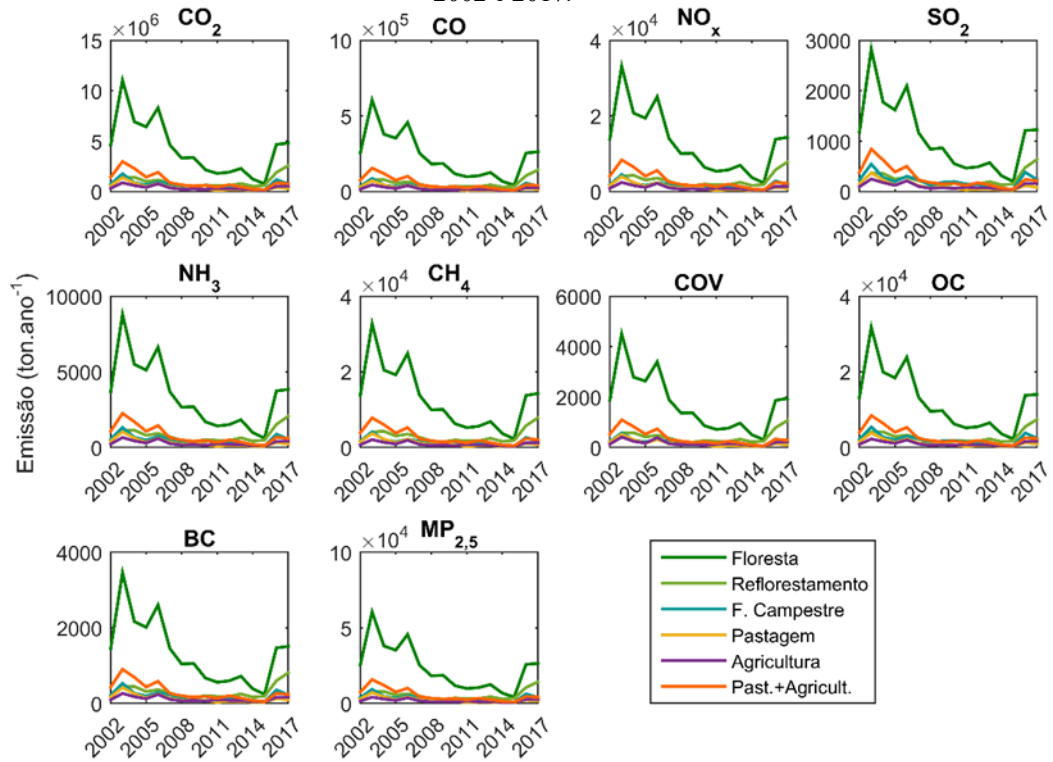 CO2 CO NOx SO2
×10^6 ×10^5 ×10^4
15 10 4 3000
10 5 2 2000
5 1000
0 0 0 0
2002 2005 2008 2011 2014 2017 2002 2005 2008 2011 2014 2017 2002 2005 2008 2011 2014 2017 2002 2005 2008 2011 2014 2017
Emissão (ton.ano-1)
NH3 CH4 COV OC
×10^4 ×10^4
10000 4 6000 4
5000 2 4000 2
2000
0 0 0 0
2002 2005 2008 2011 2014 2017 2002 2005 2008 2011 2014 2017 2002 2005 2008 2011 2014 2017 2002 2005 2008 2011 2014 2017
BC MP2,5
×10^4
4000 10
2000 5
0 0
2002 2005 2008 2011 2014 2017 2002 2005 2008 2011 2014 2017
Floresta
Reflorestamento
F. Campestre
Pastagem
Agricultura
Past.+Agricult.